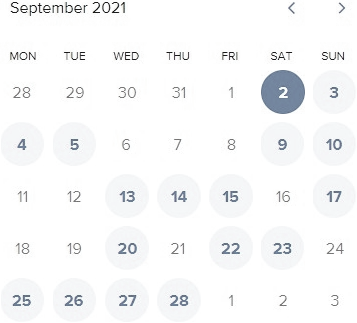 September 2021
MON TUE WED THU FRI SAT SUN
28 29 30 31 1 2 3
4 5 6 7 8 9 10
11 12 13 14 15 16 17
18 19 20 21 22 23 24
25 26 27 28 1 2 3